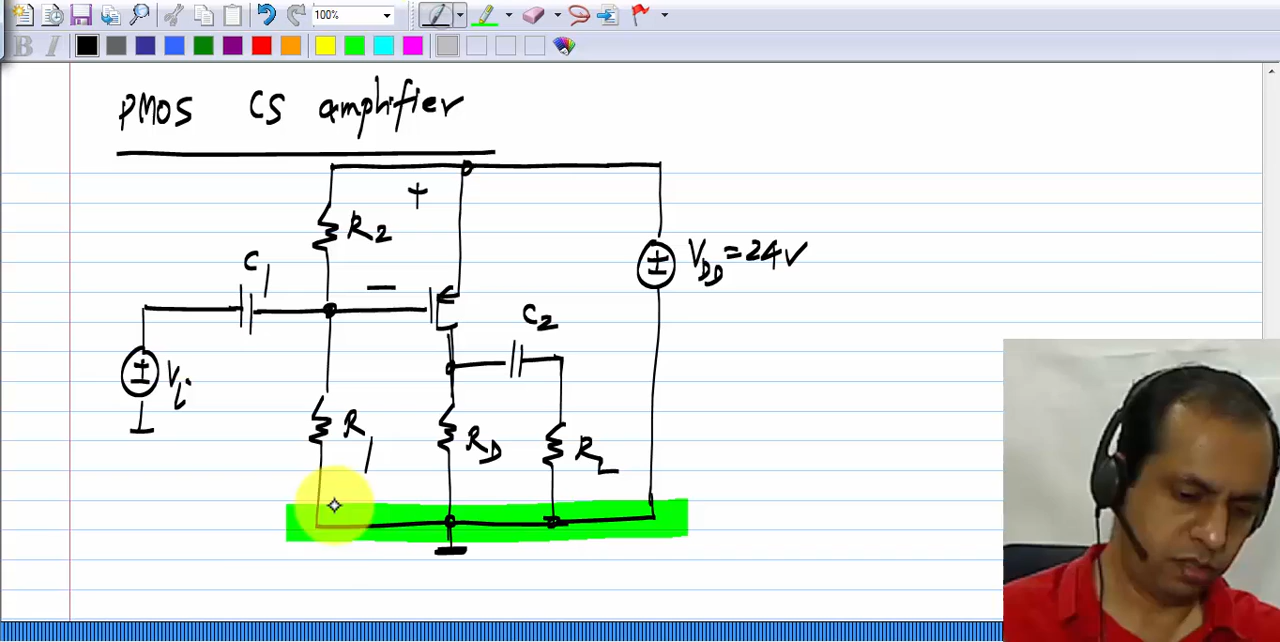 100%
B I
PMOS CS amplifier
+
R2
C1
VDD = 24V
C2
Vi
R1
RD
RL